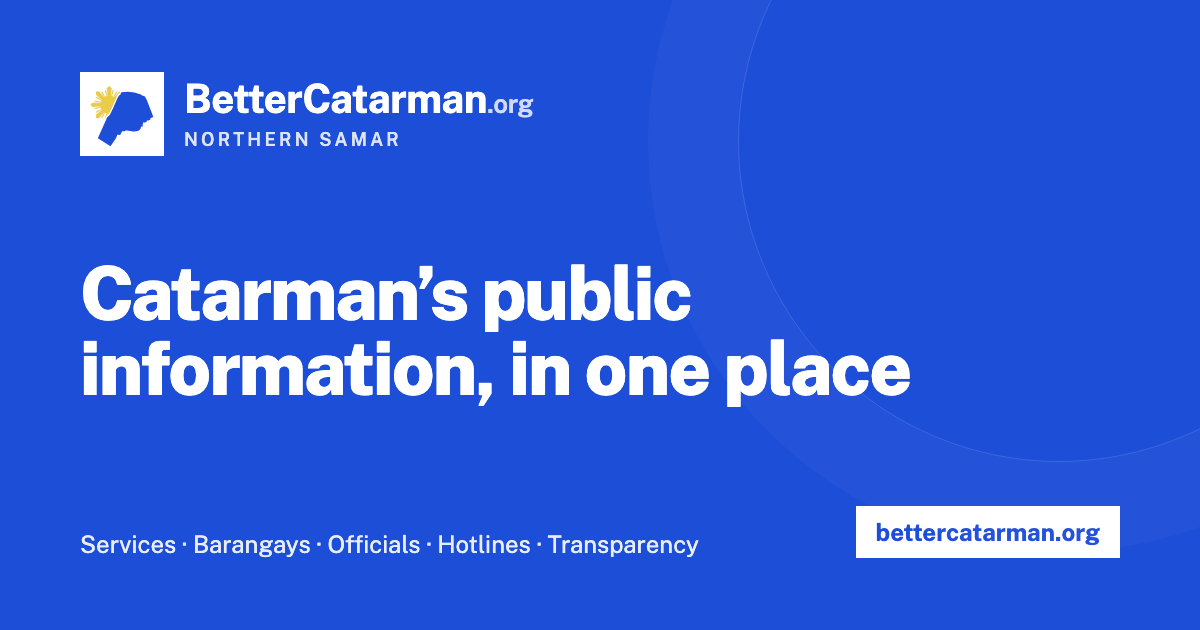 BetterCatarman.org
NORTHERN SAMAR
Catarman’s public
information, in one place
Services · Barangays · Officials · Hotlines · Transparency
bettercatarman.org